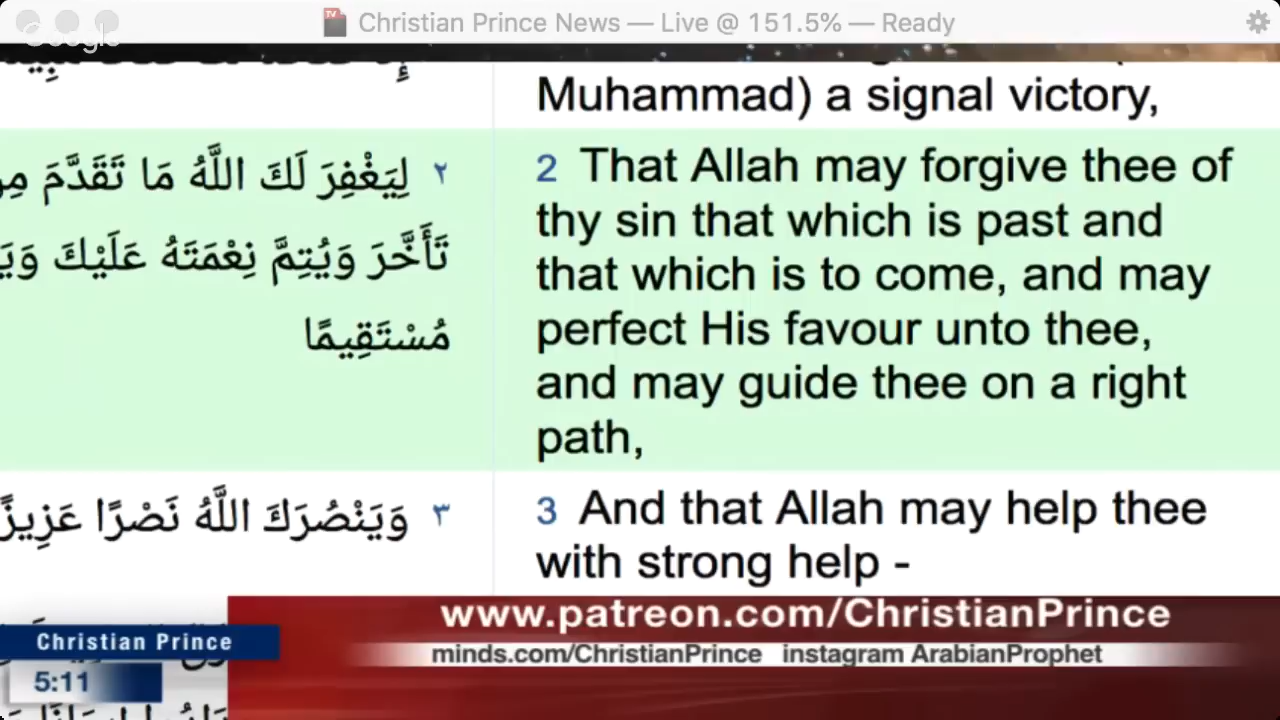 Christian Prince News — Live @ 151.5% — Ready
Google
Muhammad) a signal victory,
٢ لِيَغْفِرَ لَكَ اللَّهُ مَا تَقَدَّمَ
تَأَخَّرَ وَيُتِمَّ نِعْمَتَهُ عَلَيْكَ
مُسْتَقِيمًا
2 That Allah may forgive thee of
thy sin that which is past and
that which is to come, and may
perfect His favour unto thee,
and may guide thee on a right
path,
٣ وَيَنْصُرَكَ اللَّهُ نَصْرًا
3 And that Allah may help thee
with strong help -
www.patreon.com/ChristianPrince
Christian Prince
minds.com/ChristianPrince instagram ArabianProphet
5:11